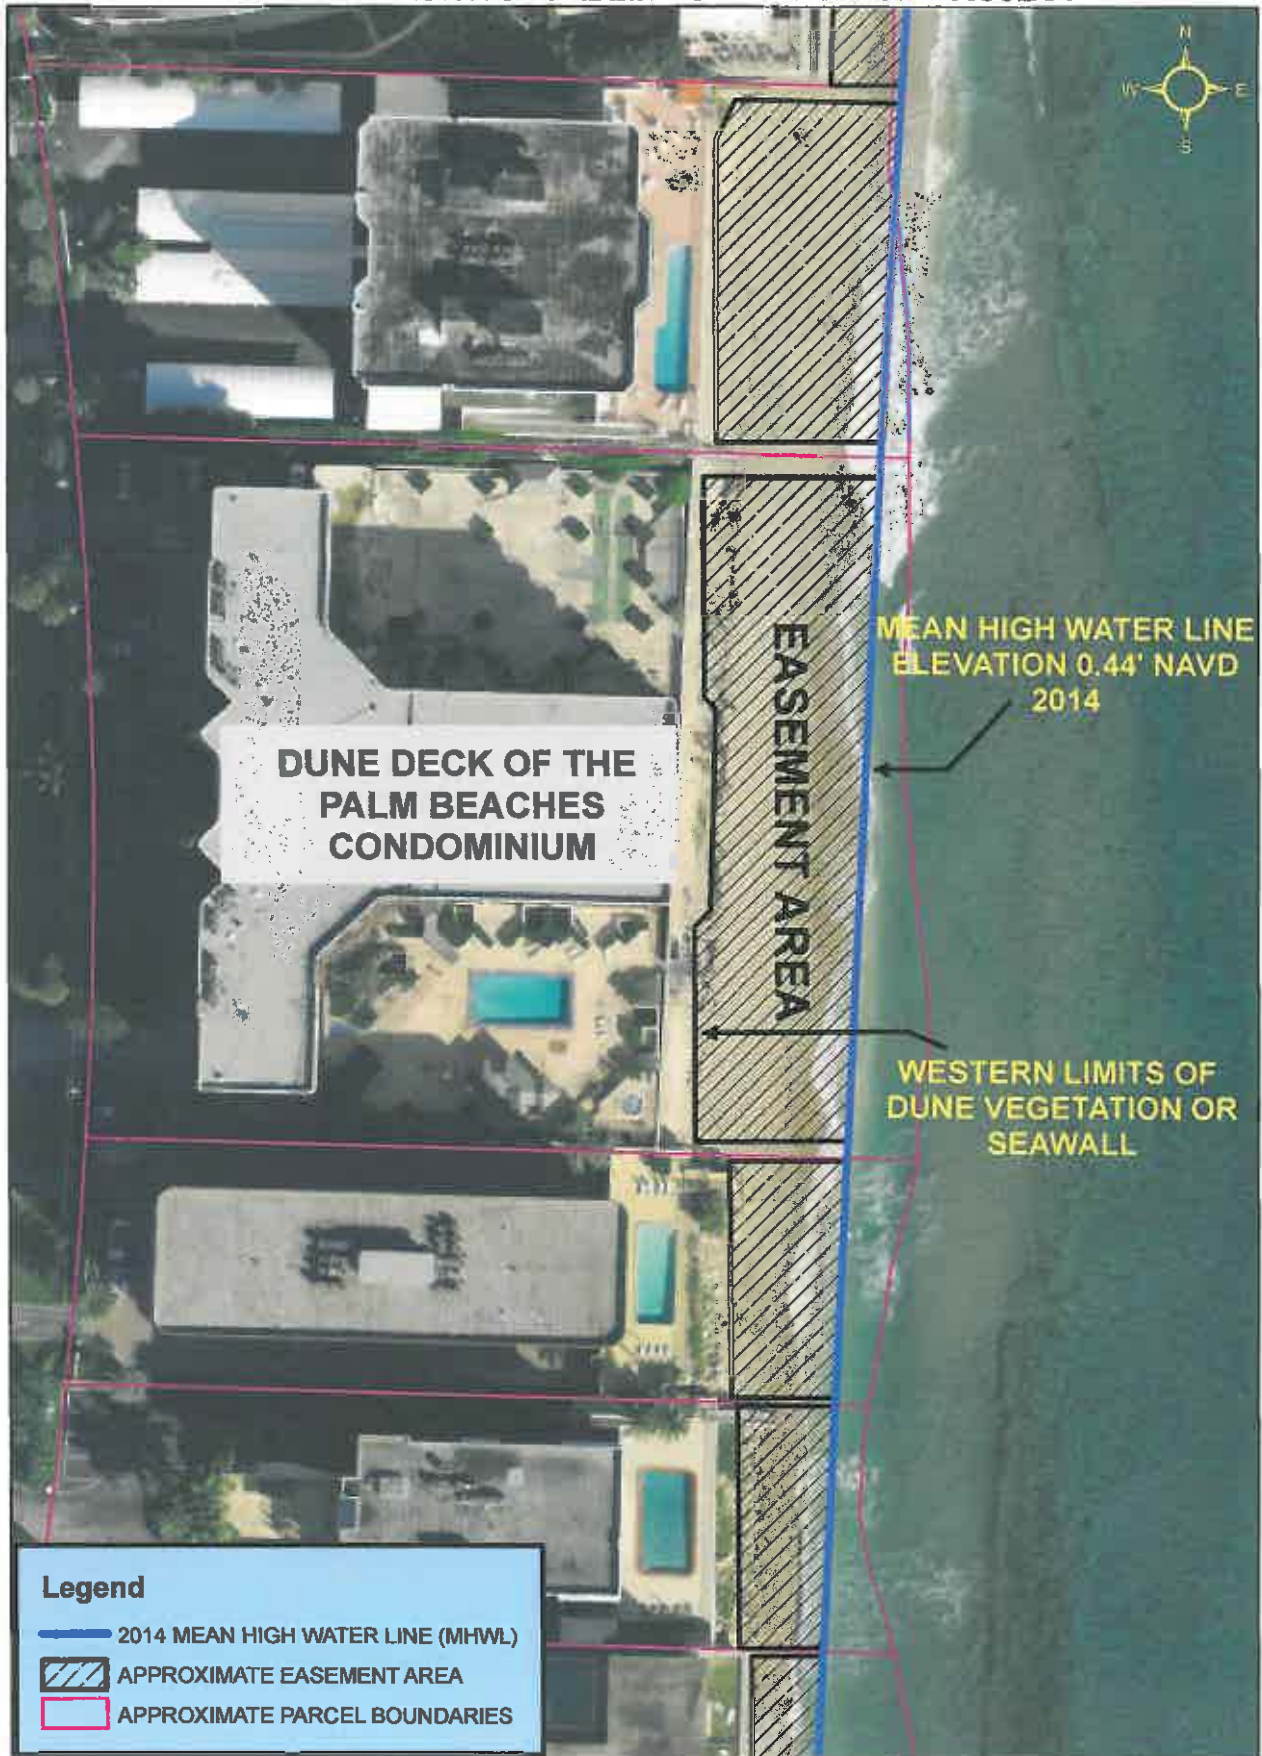 N
W E
S
MEAN HIGH WATER LINE
ELEVATION 0.44' NAVD
2014
EASEMENT AREA
DUNE DECK OF THE
PALM BEACHES
CONDOMINIUM
WESTERN LIMITS OF
DUNE VEGETATION OR
SEAWALL
Legend
2014 MEAN HIGH WATER LINE (MHWL)
APPROXIMATE EASEMENT AREA
APPROXIMATE PARCEL BOUNDARIES